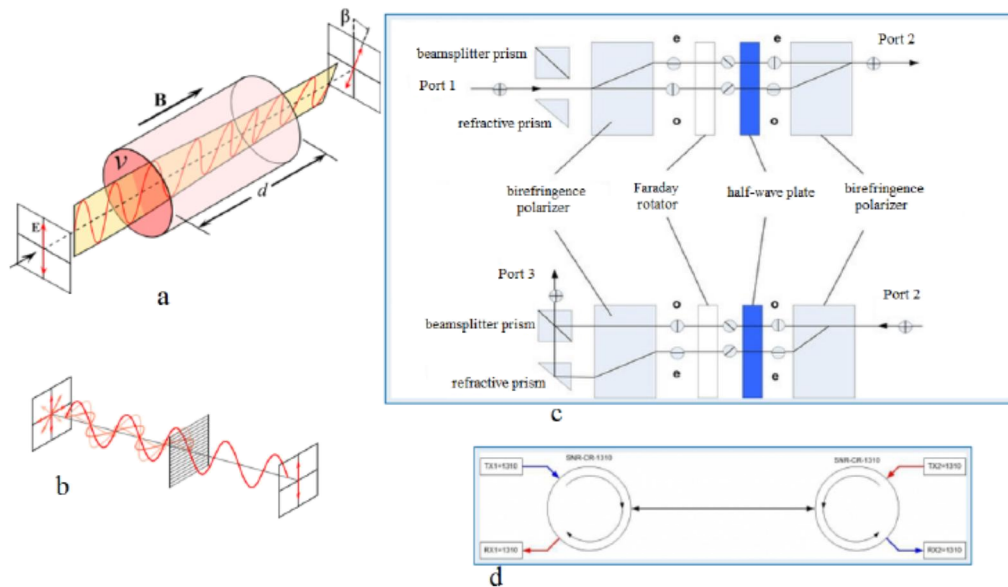 β
B
ν
d
E
a
b
beamsplitter prism
e
e
Port 2
Port 1
refractive prism
o
o
birefringence
polarizer
Faraday
rotator
half-wave plate
birefringence
polarizer
Port 3
o
o
Port 2
beamsplitter prism
refractive prism
e
e
c
SNR-CR-1310
SNR-CR-1310
TX1=1310
TX2=1310
RX1=1310
RX2=1310
d